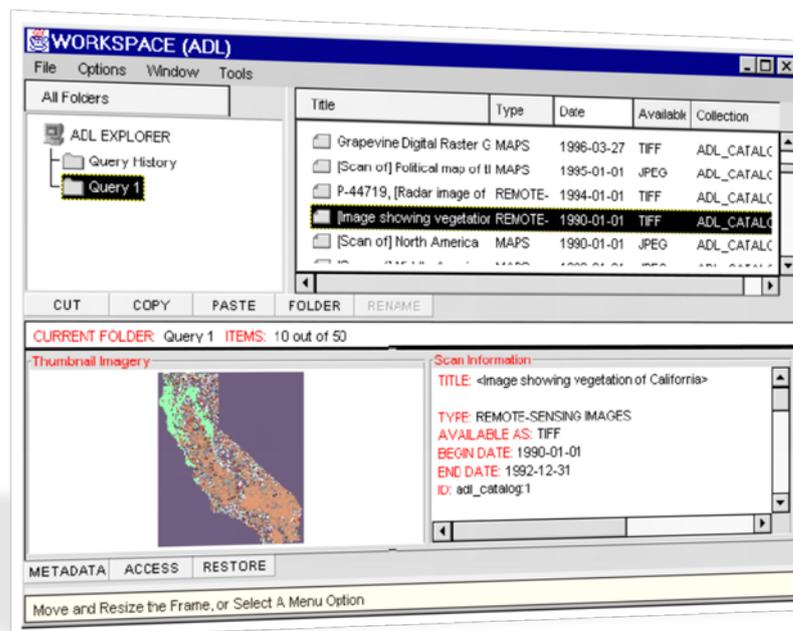 WORKSPACE (ADL)
File Options Window Tools
All Folders
ADL EXPLORER
Query History
Query 1
Title Type Date Available Collection
Grapevine Digital Raster G MAPS 1996-03-27 TIFF ADL_CATALC
[Scan of] Political map of tl MAPS 1995-01-01 JPEG ADL_CATALC
P-44719, [Radar image of REMOTE- 1994-01-01 TIFF ADL_CATALC
[Image showing vegetatior REMOTE- 1990-01-01 TIFF ADL_CATALC
[Scan of] North America MAPS 1990-01-01 JPEG ADL_CATALC
CUT COPY PASTE FOLDER RENAME
CURRENT FOLDER: Query 1 ITEMS: 10 out of 50
Thumbnail Imagery
Scan Information
TITLE: <Image showing vegetation of California>
TYPE: REMOTE-SENSING IMAGES
AVAILABLE AS: TIFF
BEGIN DATE: 1990-01-01
END DATE: 1992-12-31
ID: adl_catalog:1
METADATA ACCESS RESTORE
Move and Resize the Frame, or Select A Menu Option